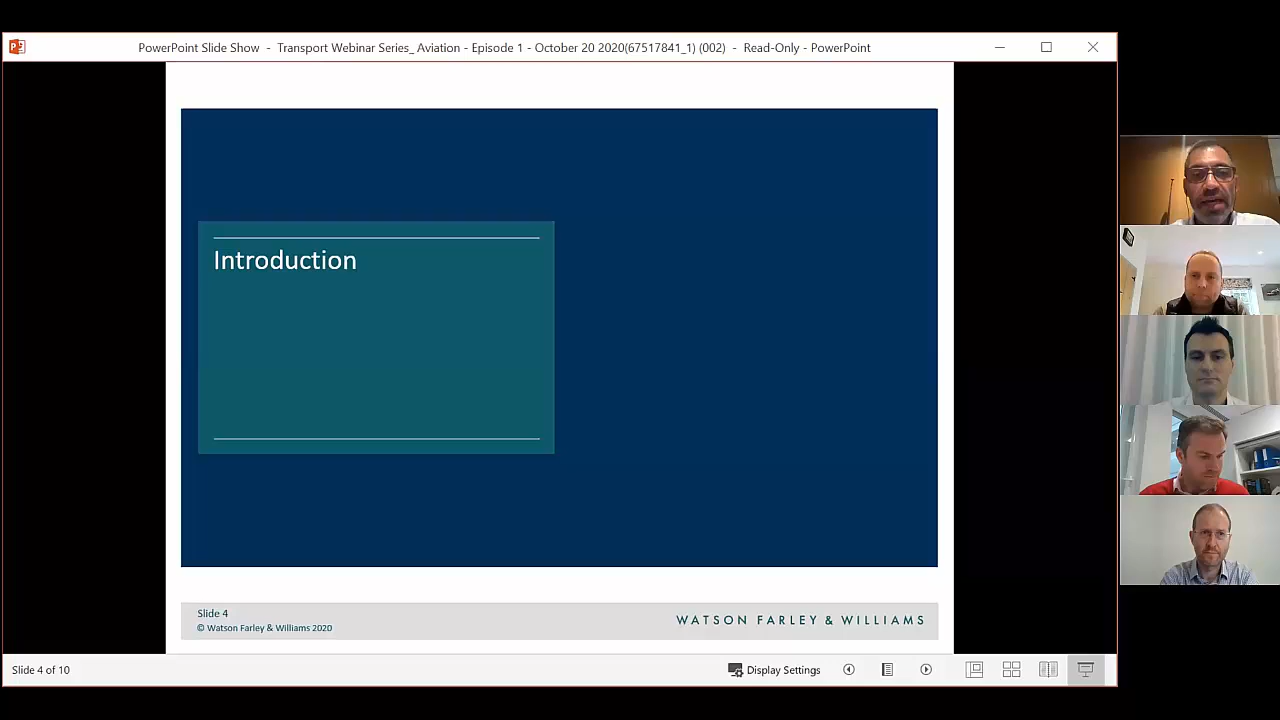 PowerPoint Slide Show - Transport Webinar Series_ Aviation - Episode 1 - October 20 2020(67517841_1) (002) - Read-Only - PowerPoint
Introduction
Slide 4
© Watson Farley & Williams 2020
WATSON FARLEY & WILLIAMS
Slide 4 of 10
Display Settings